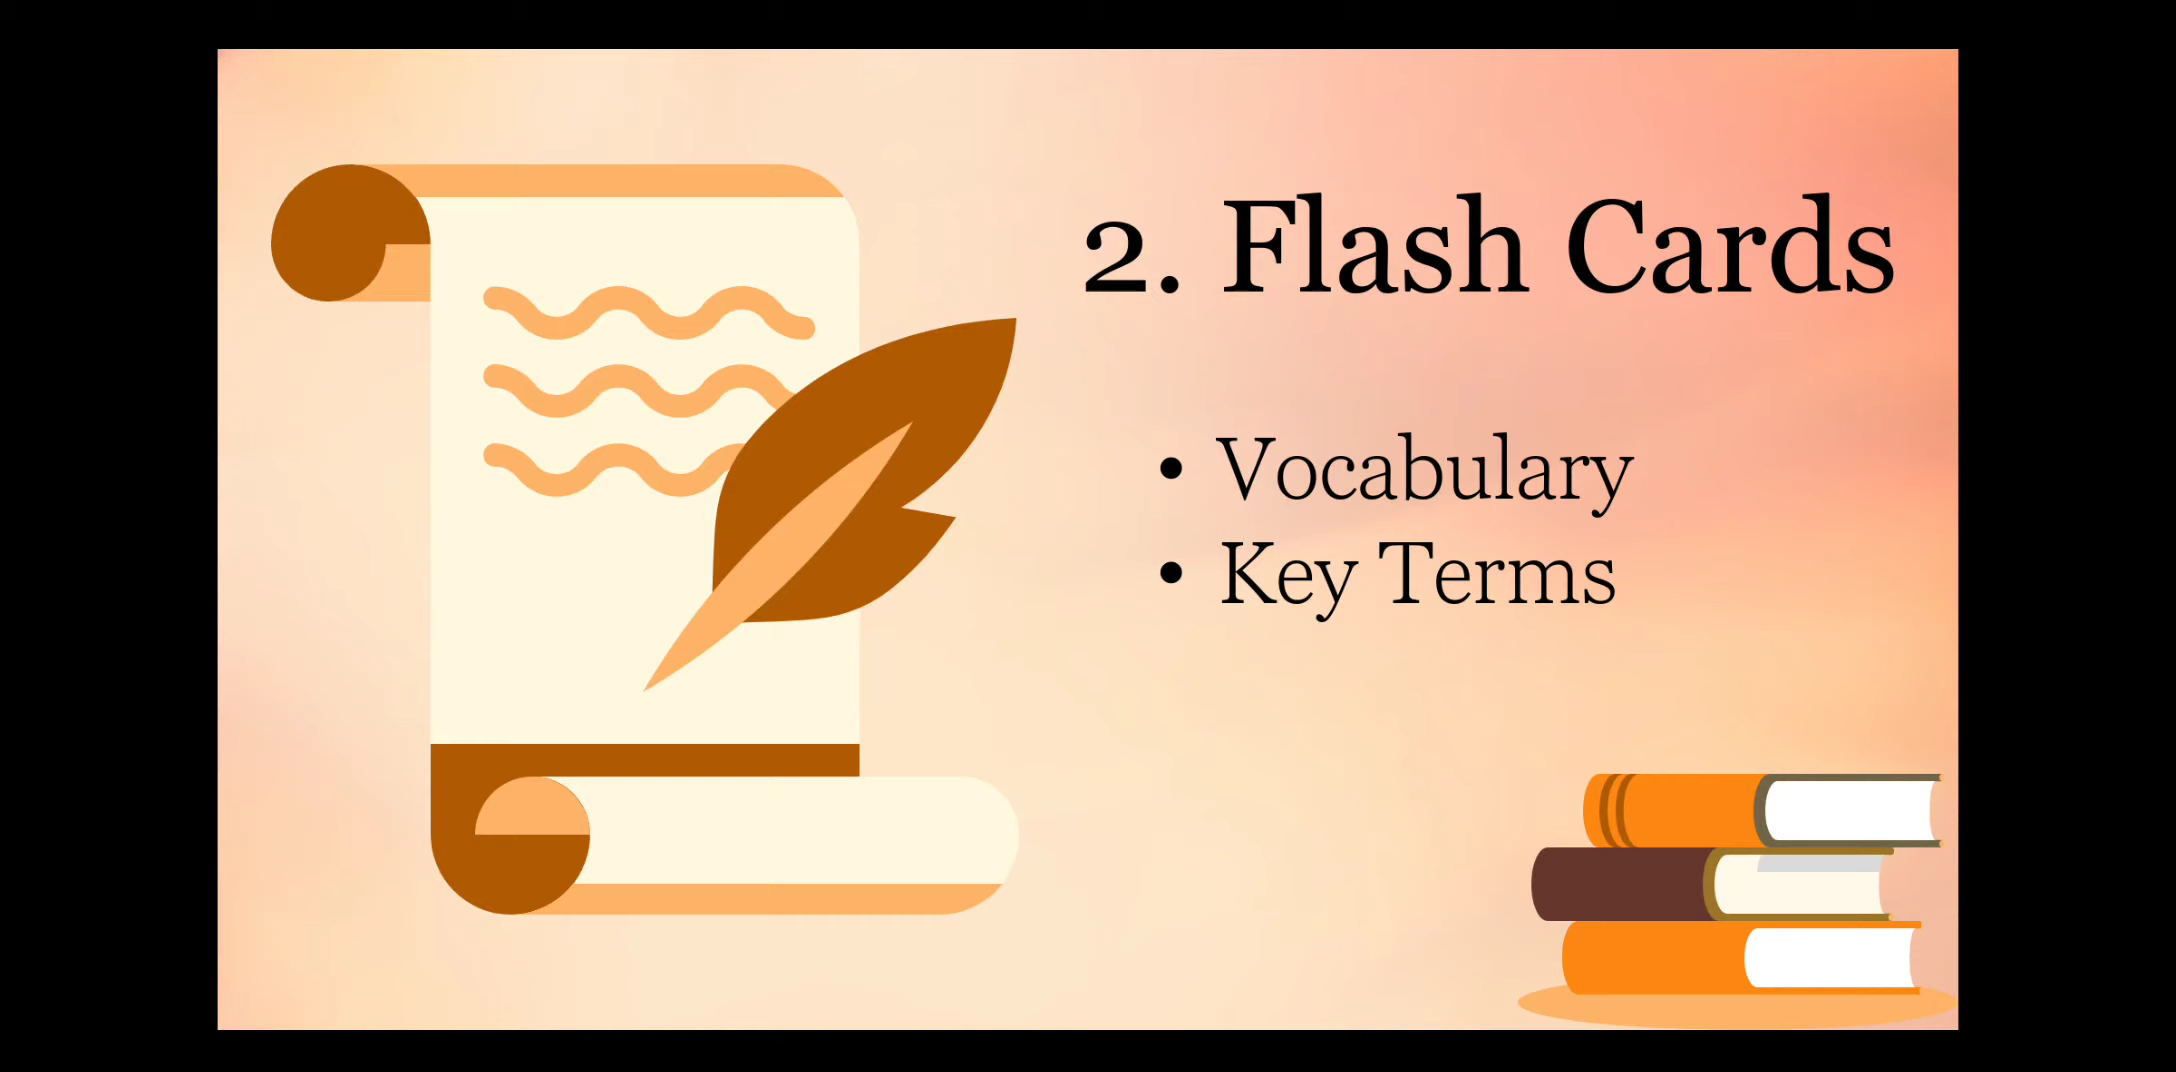 2. Flash Cards
• Vocabulary
• Key Terms